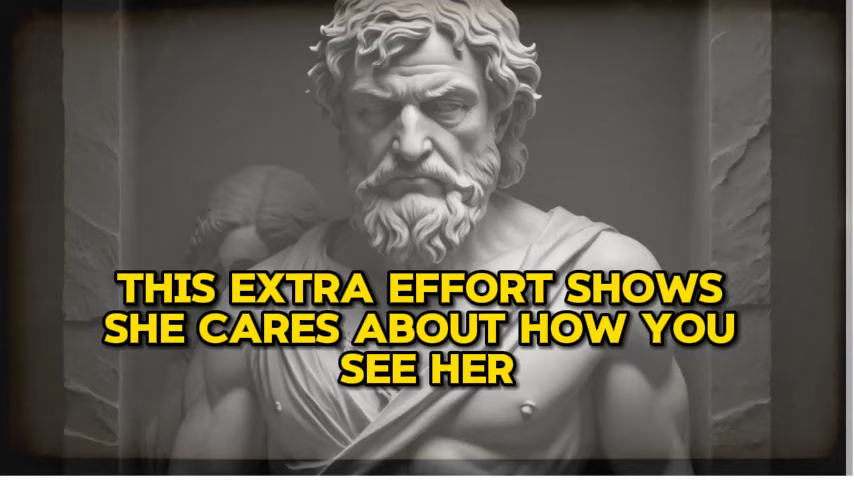 THIS EXTRA EFFORT SHOWS
SHE CARES ABOUT HOW YOU
SEE HER